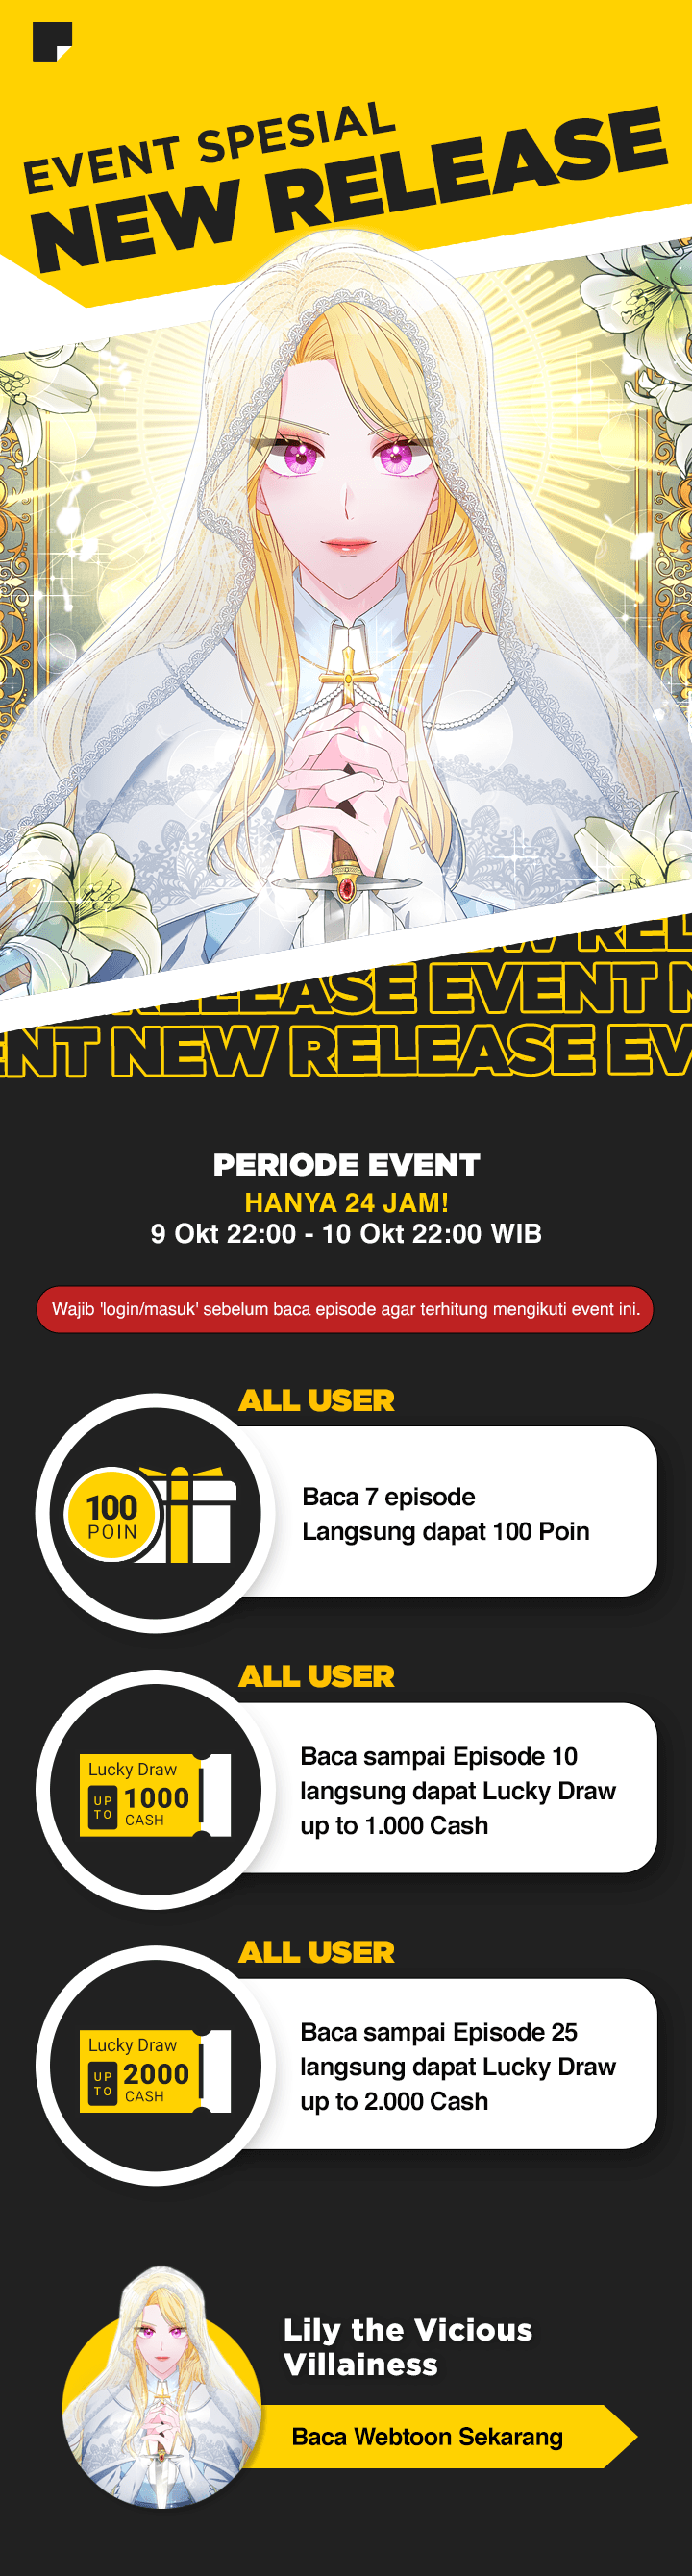 EVENT SPESIAL
NEW RELEASE
RELEASE EVENT
NEW RELEASE
PERIODE EVENT
HANYA 24 JAM!
9 Okt 22:00 - 10 Okt 22:00 WIB
Wajib 'login/masuk' sebelum baca episode agar terhitung mengikuti event ini.
ALL USER
100
POIN
Baca 7 episode
Langsung dapat 100 Poin
ALL USER
Lucky Draw
UP TO
1000
CASH
Baca sampai Episode 10
langsung dapat Lucky Draw
up to 1.000 Cash
ALL USER
Lucky Draw
UP TO
2000
CASH
Baca sampai Episode 25
langsung dapat Lucky Draw
up to 2.000 Cash
Lily the Vicious
Villainess
Baca Webtoon Sekarang